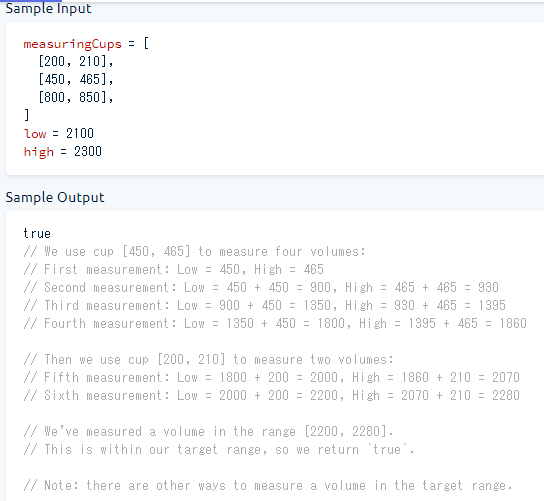 Sample Input
measuringCups = [
[200, 210],
[450, 465],
[800, 850],
]
low = 2100
high = 2300
Sample Output
true
// We use cup [450, 465] to measure four volumes:
// First measurement: Low = 450, High = 465
// Second measurement: Low = 450 + 450 = 900, High = 465 + 465 = 930
// Third measurement: Low = 900 + 450 = 1350, High = 930 + 465 = 1395
// Fourth measurement: Low = 1350 + 450 = 1800, High = 1395 + 465 = 1860
// Then we use cup [200, 210] to measure two volumes:
// Fifth measurement: Low = 1800 + 200 = 2000, High = 1860 + 210 = 2070
// Sixth measurement: Low = 2000 + 200 = 2200, High = 2070 + 210 = 2280
// We've measured a volume in the range [2200, 2280].
// This is within our target range, so we return `true`.
// Note: there are other ways to measure a volume in the target range.